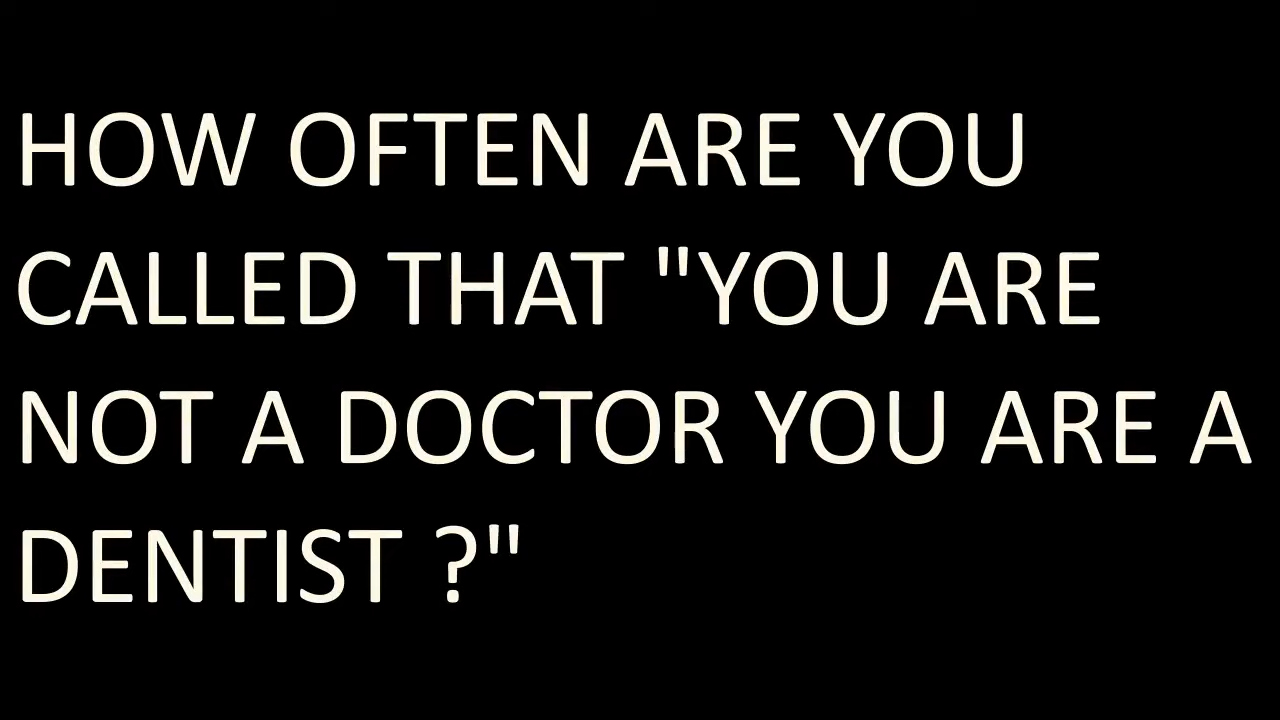 HOW OFTEN ARE YOU
CALLED THAT "YOU ARE
NOT A DOCTOR YOU ARE A
DENTIST ?"